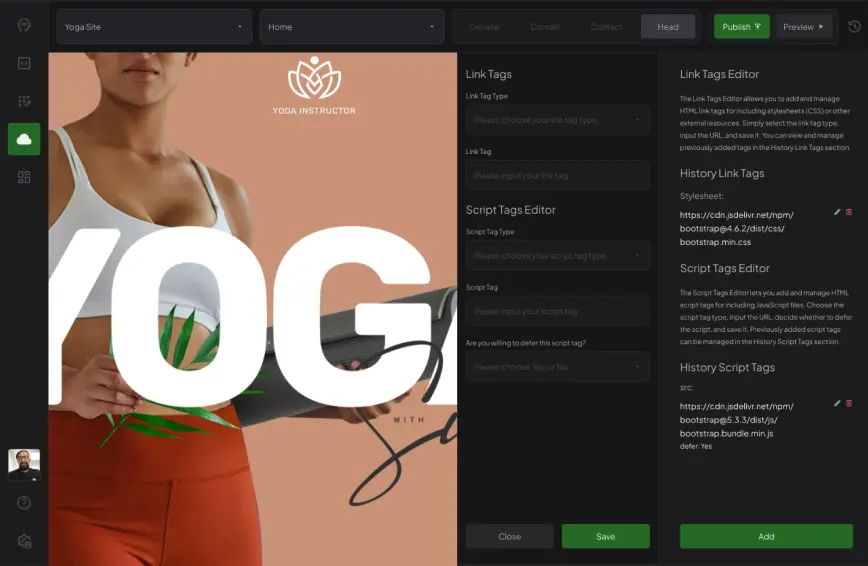 Yoga Site
Home
General
Domain
Contact
Head
Publish
Preview
YOGA INSTRUCTOR
YOGA
WITH
Link Tags
Link Tag Type
Please choose your link tag type
Link Tag
Please input your link tag
Script Tags Editor
Script Tag Type
Please choose your script tag type
Script Tag
Please input your script tag
Are you willing to defer this script tag?
Please choose Yes or No
Close
Save
Link Tags Editor
The Link Tags Editor allows you to add and manage
HTML link tags for including stylesheets (CSS) or other
external resources. Simply select the link tag type,
input the URL, and save it. You can view and manage
previously added tags in the History Link Tags section.
History Link Tags
Stylesheet:
https://cdn.jsdelivr.net/npm/
bootstrap@4.6.2/dist/css/
bootstrap.min.css
Script Tags Editor
The Script Tags Editor lets you add and manage HTML
script tags for including JavaScript files. Choose the
script tag type, input the URL, decide whether to defer
the script, and save it. Previously added script tags
can be managed in the History Script Tags section.
History Script Tags
src:
https://cdn.jsdelivr.net/npm/
bootstrap@5.3.3/dist/js/
bootstrap.bundle.min.js
defer: Yes
Add